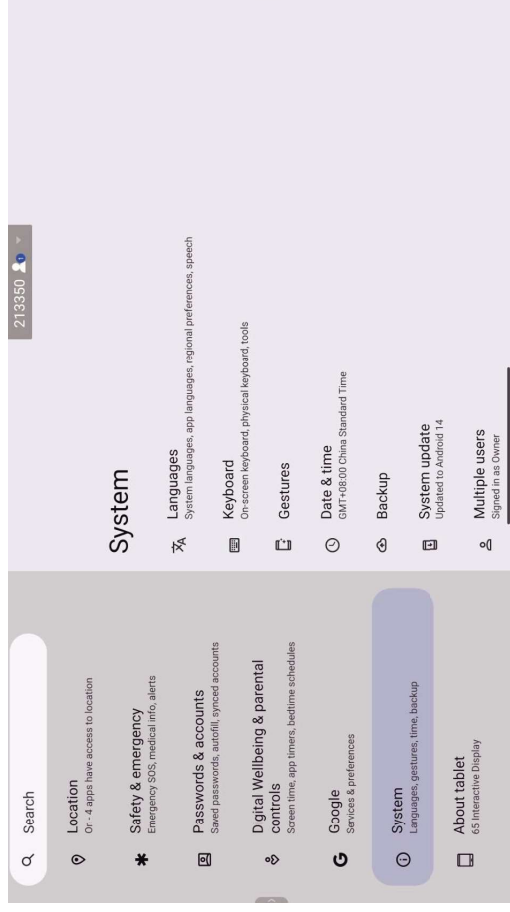 Search
Location
On - 4 apps have access to location
Safety & emergency
Emergency SOS, medical info, alerts
Passwords & accounts
Saved passwords, autofill, synced accounts
Digital Wellbeing & parental
controls
Screen time, app timers, bedtime schedules
Google
Services & preferences
System
Languages, gestures, time, backup
About tablet
65 Interactive Display
213350
1
System
Languages
System languages, app languages, regional preferences, speech
Keyboard
On-screen keyboard, physical keyboard, tools
Gestures
Date & time
GMT+08:00 China Standard Time
Backup
System update
Updated to Android 14
Multiple users
Signed in as Owner